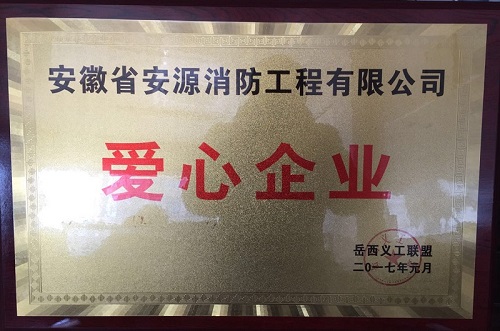 安徽省安源消防工程有限公司
爱心企业
岳西义工联盟
二〇一七年元月